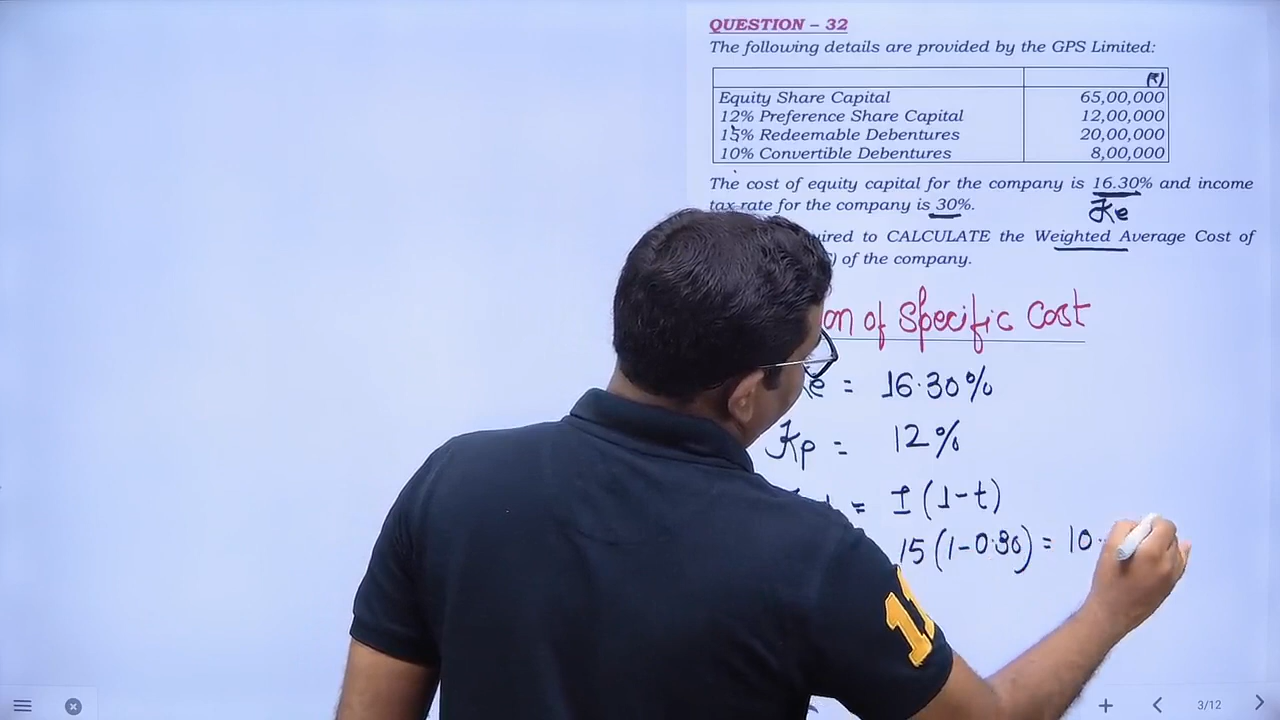 QUESTION – 32
The following details are provided by the GPS Limited:
(₹)
Equity Share Capital 65,00,000
12% Preference Share Capital 12,00,000
15% Redeemable Debentures 20,00,000
10% Convertible Debentures 8,00,000
The cost of equity capital for the company is 16.30% and income
tax rate for the company is 30%.
Ke
to CALCULATE the Weighted Average Cost of
of the company.
of Specific Cost
= 16.30%
Kp = 12%
= I (1-t)
15 (1-0.30) = 10.
11
3/12